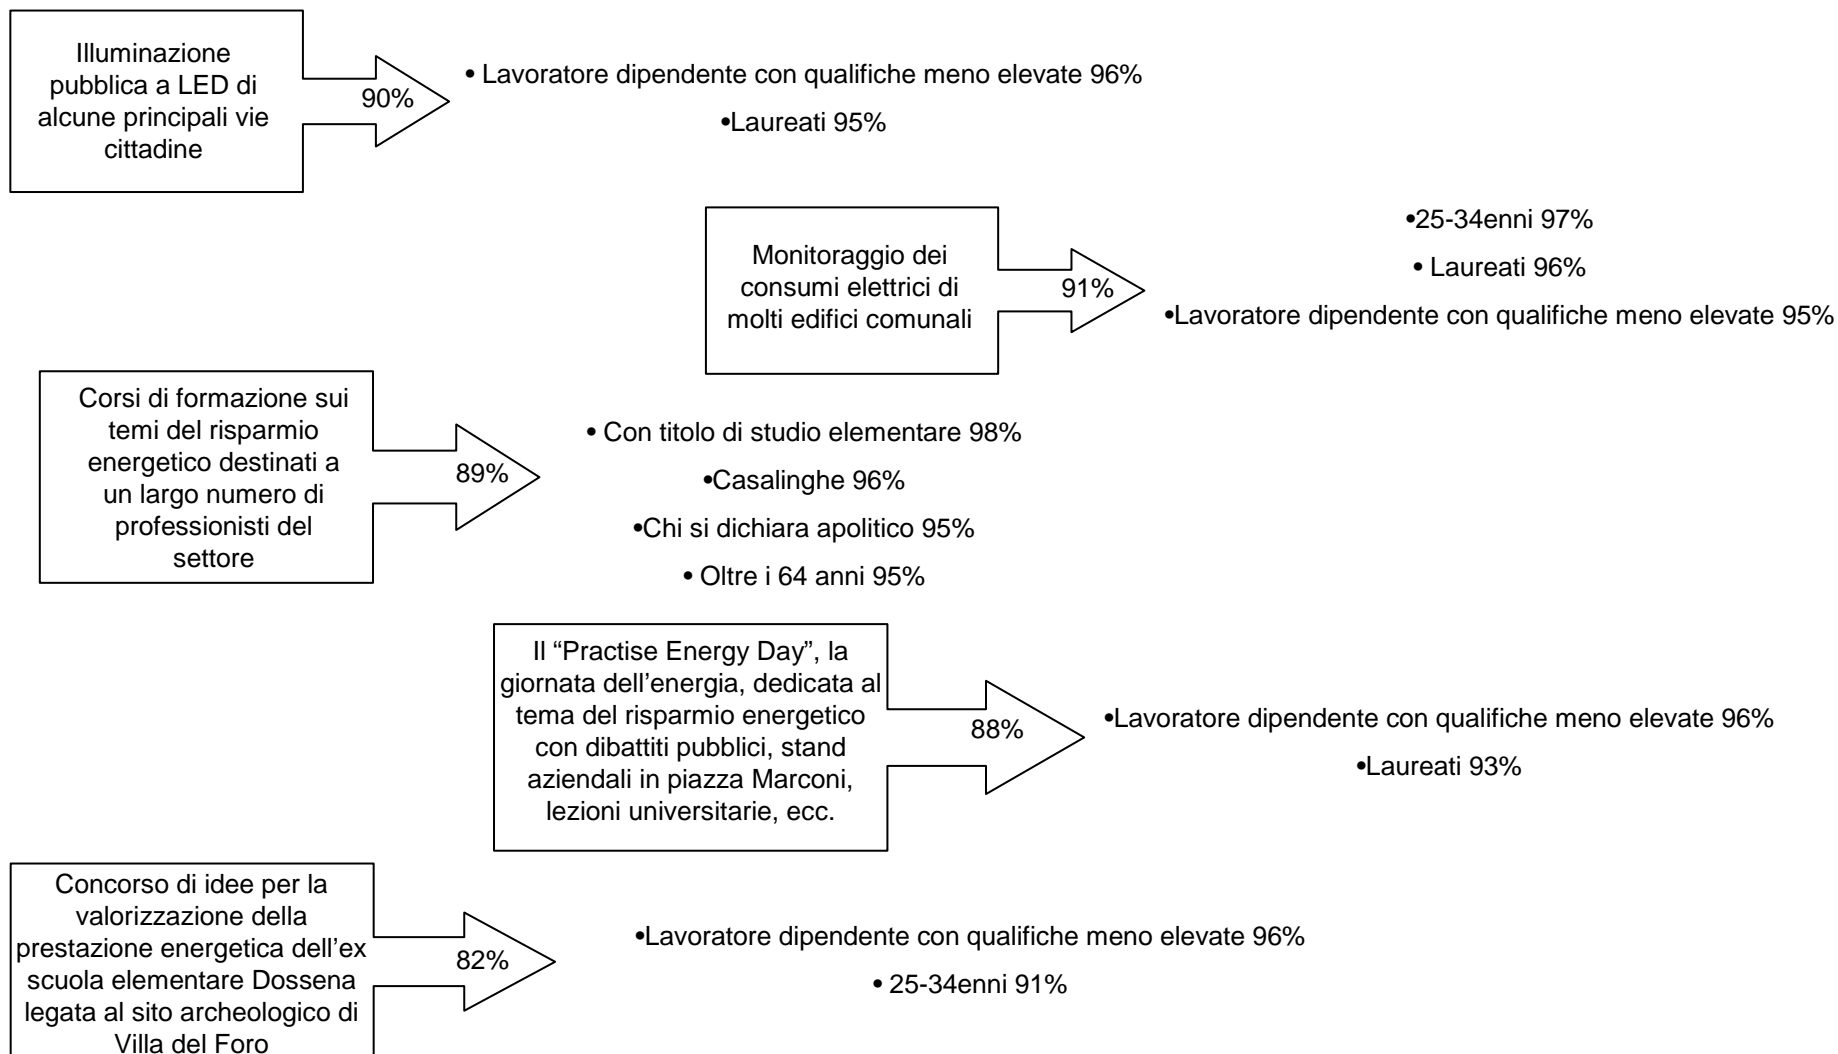 Illuminazione
pubblica a LED di
alcune principali vie
cittadine
90%
• Lavoratore dipendente con qualifiche meno elevate 96%
•Laureati 95%
Monitoraggio dei
consumi elettrici di
molti edifici comunali
91%
•25-34enni 97%
• Laureati 96%
•Lavoratore dipendente con qualifiche meno elevate 95%
Corsi di formazione sui
temi del risparmio
energetico destinati a
un largo numero di
professionisti del
settore
89%
• Con titolo di studio elementare 98%
•Casalinghe 96%
•Chi si dichiara apolitico 95%
• Oltre i 64 anni 95%
Il “Practise Energy Day”, la
giornata dell’energia, dedicata al
tema del risparmio energetico
con dibattiti pubblici, stand
aziendali in piazza Marconi,
lezioni universitarie, ecc.
88%
•Lavoratore dipendente con qualifiche meno elevate 96%
•Laureati 93%
Concorso di idee per la
valorizzazione della
prestazione energetica dell’ex
scuola elementare Dossena
legata al sito archeologico di
Villa del Foro
82%
•Lavoratore dipendente con qualifiche meno elevate 96%
• 25-34enni 91%